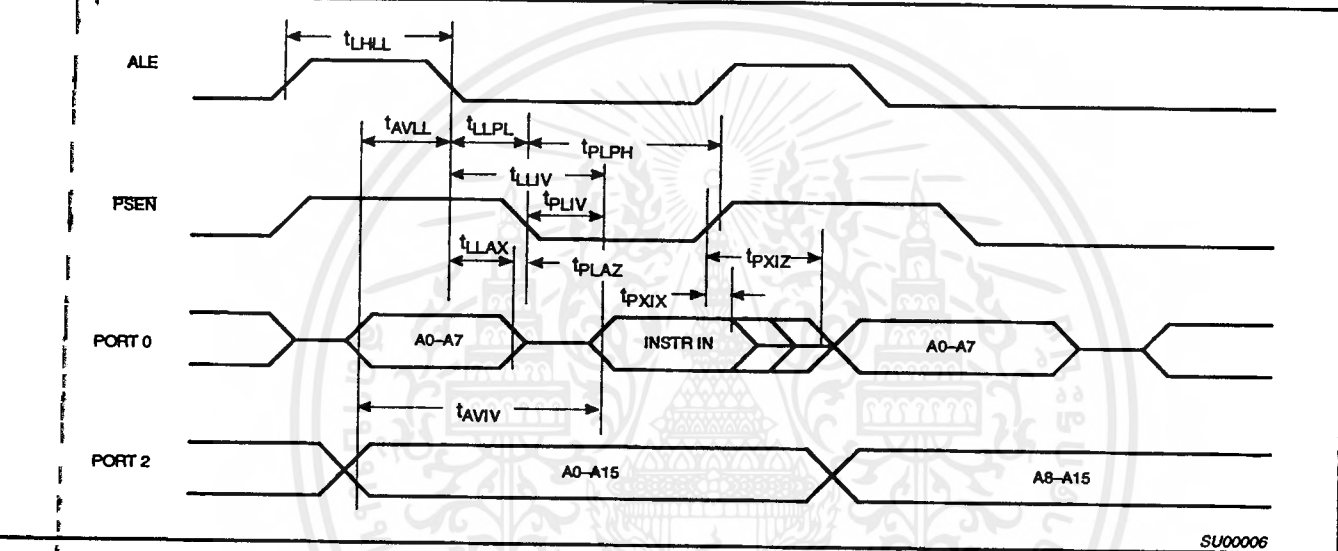 tLHLL
ALE
tAVLL
tLLPL
tPLPH
tLLIV
PSEN
tPLIV
tLLAX
tPLAZ
tPXIZ
tPXIX
PORT 0
A0–A7
INSTR IN
A0–A7
tAVIV
PORT 2
A0–A15
A8–A15
SU00006